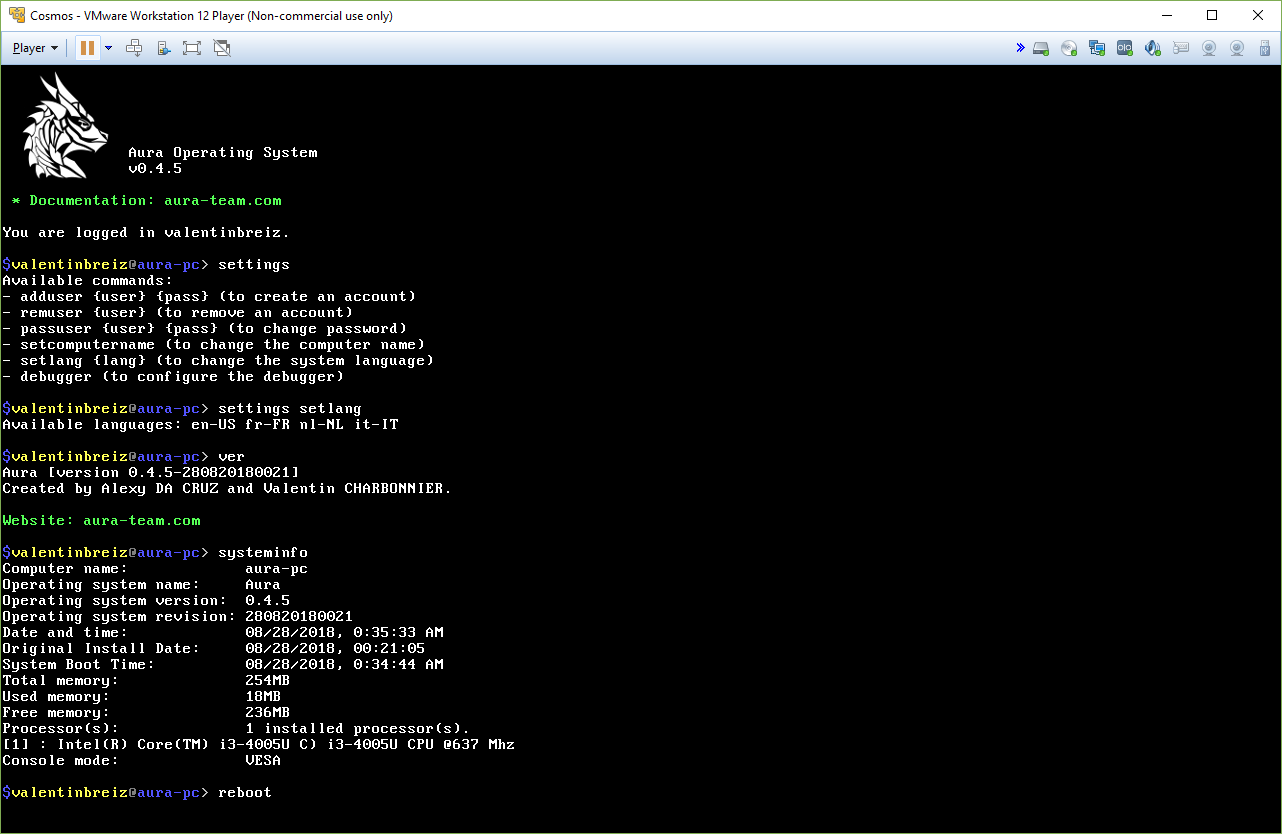 Cosmos - VMware Workstation 12 Player (Non-commercial use only)
Player
Aura Operating System
v0.4.5
* Documentation: aura-team.com
You are logged in valentinbreiz.
$valentinbreiz@aura-pc> settings
Available commands:
- adduser {user} {pass} (to create an account)
- remuser {user} (to remove an account)
- passuser {user} {pass} (to change password)
- setcomputername (to change the computer name)
- setlang {lang} (to change the system language)
- debugger (to configure the debugger)
$valentinbreiz@aura-pc> settings setlang
Available languages: en-US fr-FR nl-NL it-IT
$valentinbreiz@aura-pc> ver
Aura [version 0.4.5-280820180021]
Created by Alexy DA CRUZ and Valentin CHARBONNIER.
Website: aura-team.com
$valentinbreiz@aura-pc> systeminfo
Computer name: aura-pc
Operating system name: Aura
Operating system version: 0.4.5
Operating system revision: 280820180021
Date and time: 08/28/2018, 0:35:33 AM
Original Install Date: 08/28/2018, 00:21:05
System Boot Time: 08/28/2018, 0:34:44 AM
Total memory: 254MB
Used memory: 18MB
Free memory: 236MB
Processor(s): 1 installed processor(s).
[1] : Intel(R) Core(TM) i3-4005U C) i3-4005U CPU @637 Mhz
Console mode: VESA
$valentinbreiz@aura-pc> reboot